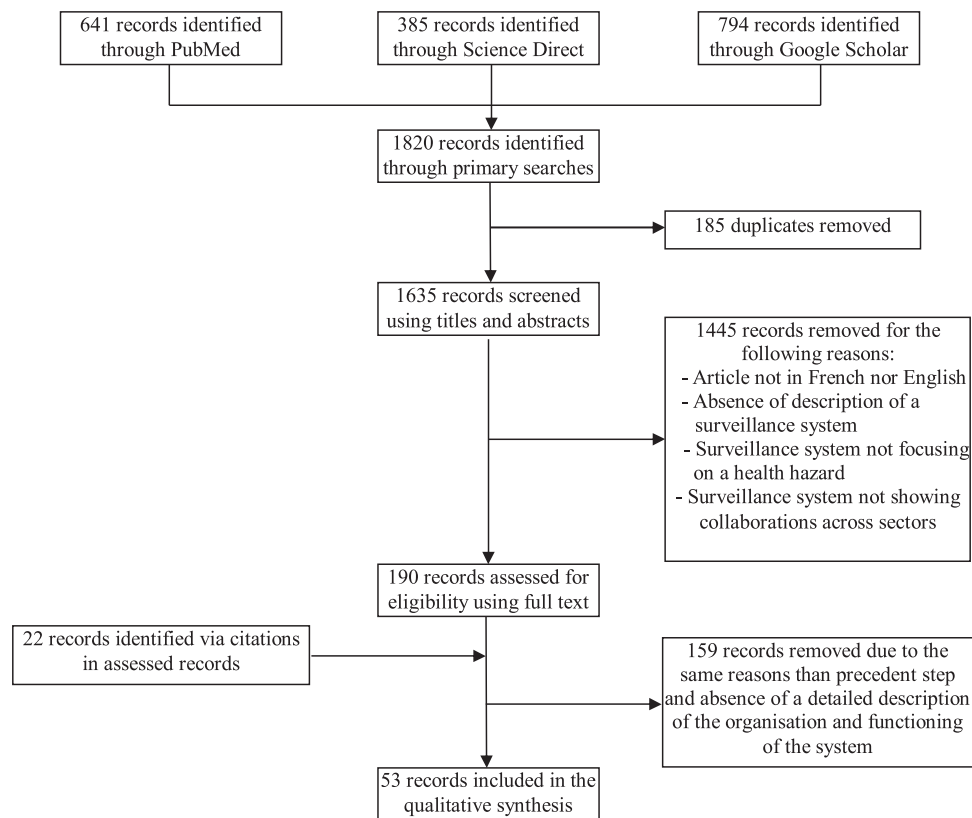 641 records identified
through PubMed
385 records identified
through Science Direct
794 records identified
through Google Scholar
1820 records identified
through primary searches
185 duplicates removed
1635 records screened
using titles and abstracts
1445 records removed for the
following reasons:
- Article not in French nor English
- Absence of description of a
surveillance system
- Surveillance system not focusing
on a health hazard
- Surveillance system not showing
collaborations across sectors
190 records assessed for
eligibility using full text
22 records identified via citations
in assessed records
159 records removed due to the
same reasons than precedent step
and absence of a detailed description
of the organisation and functioning
of the system
53 records included in the
qualitative synthesis